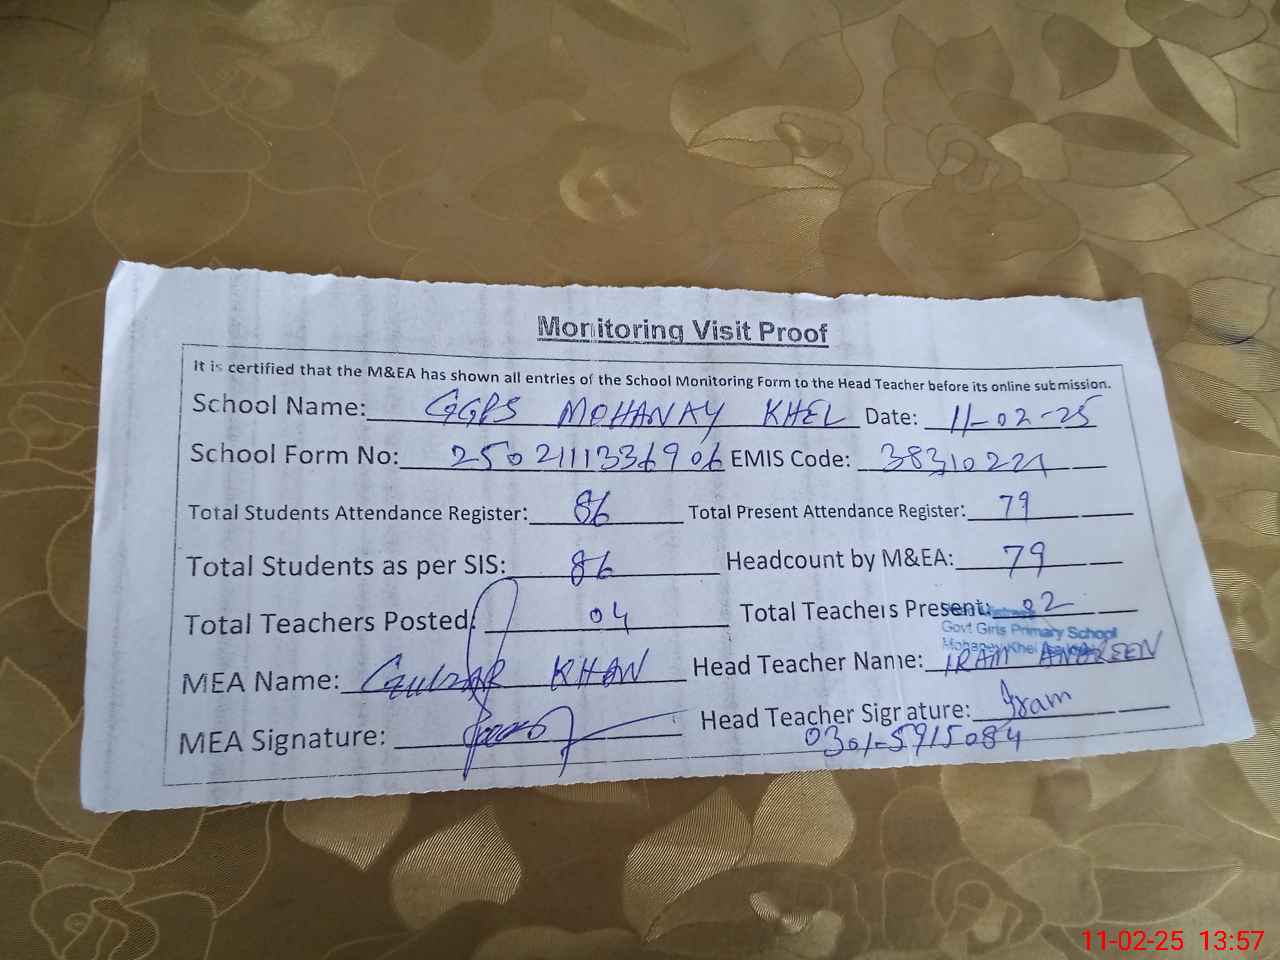 Monitoring Visit Proof
It is certified that the M&EA has shown all entries of the School Monitoring Form to the Head Teacher before its online submission.
School Name: GGPS MOHANAY KHEL Date: 11-02-25
School Form No: 2502111336906 EMIS Code: 38310221
Total Students Attendance Register: 86 Total Present Attendance Register: 79
Total Students as per SIS: 86 Headcount by M&EA: 79
Total Teachers Posted: 04 Total Teachers Present: 02
Govt Girls Primary School
Mohaney Khel
MEA Name: Gulzar KHAN Head Teacher Name: IRAM ANDREEN
MEA Signature: Head Teacher Signature: Iram
0301-5915084
11-02-25 13:57